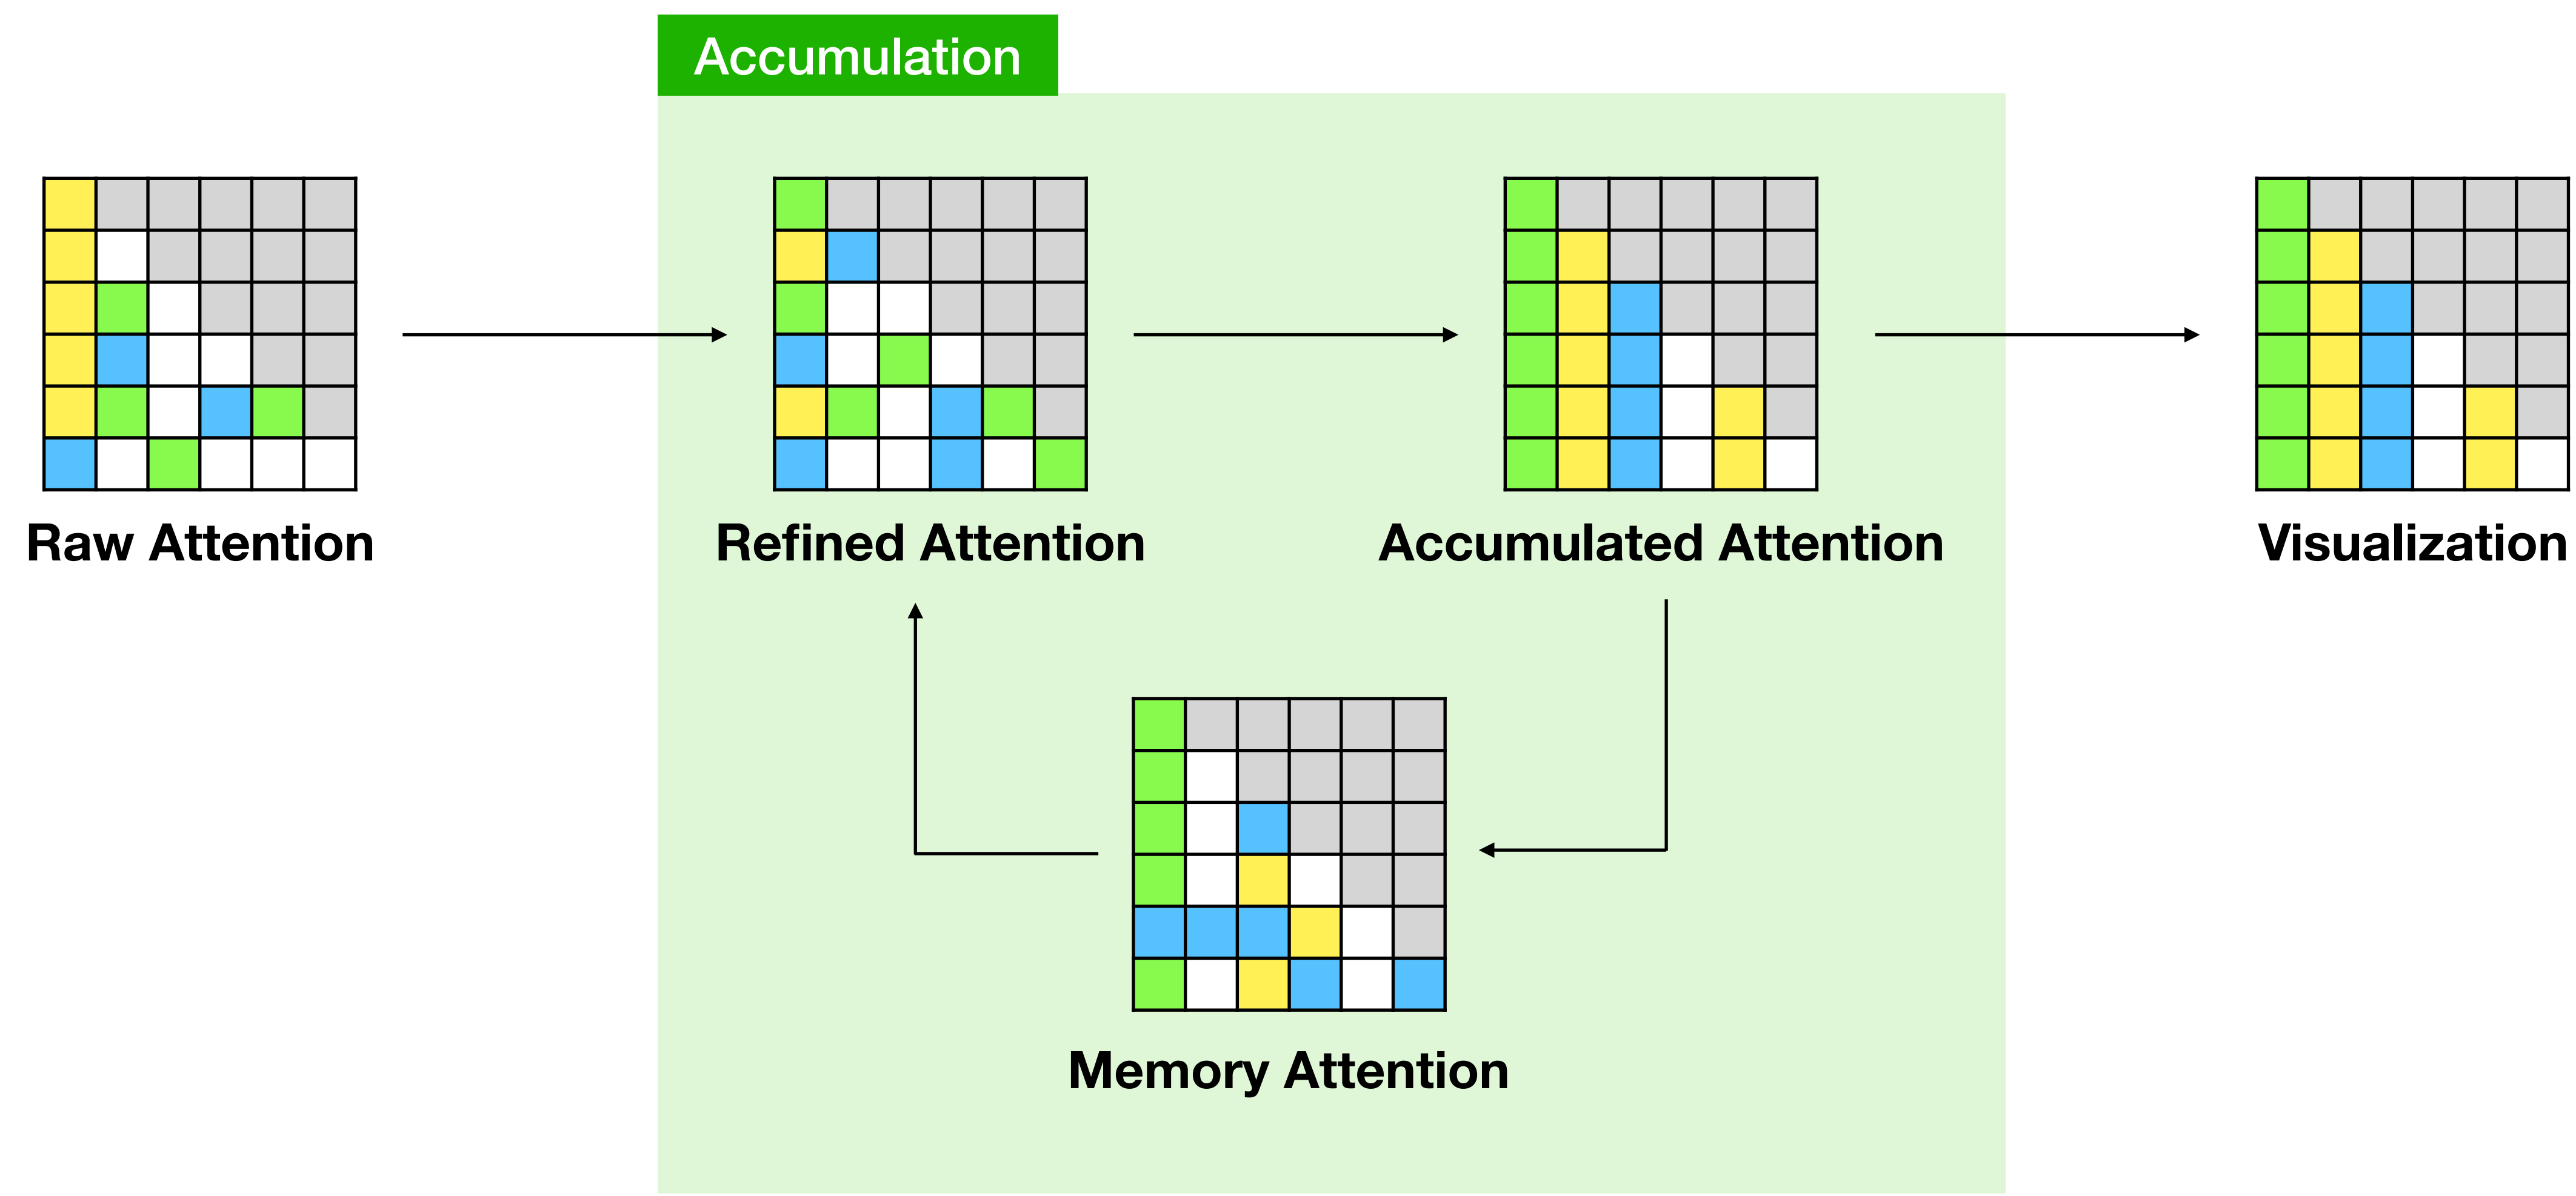 Accumulation
Raw Attention
Refined Attention
Accumulated Attention
Visualization
Memory Attention